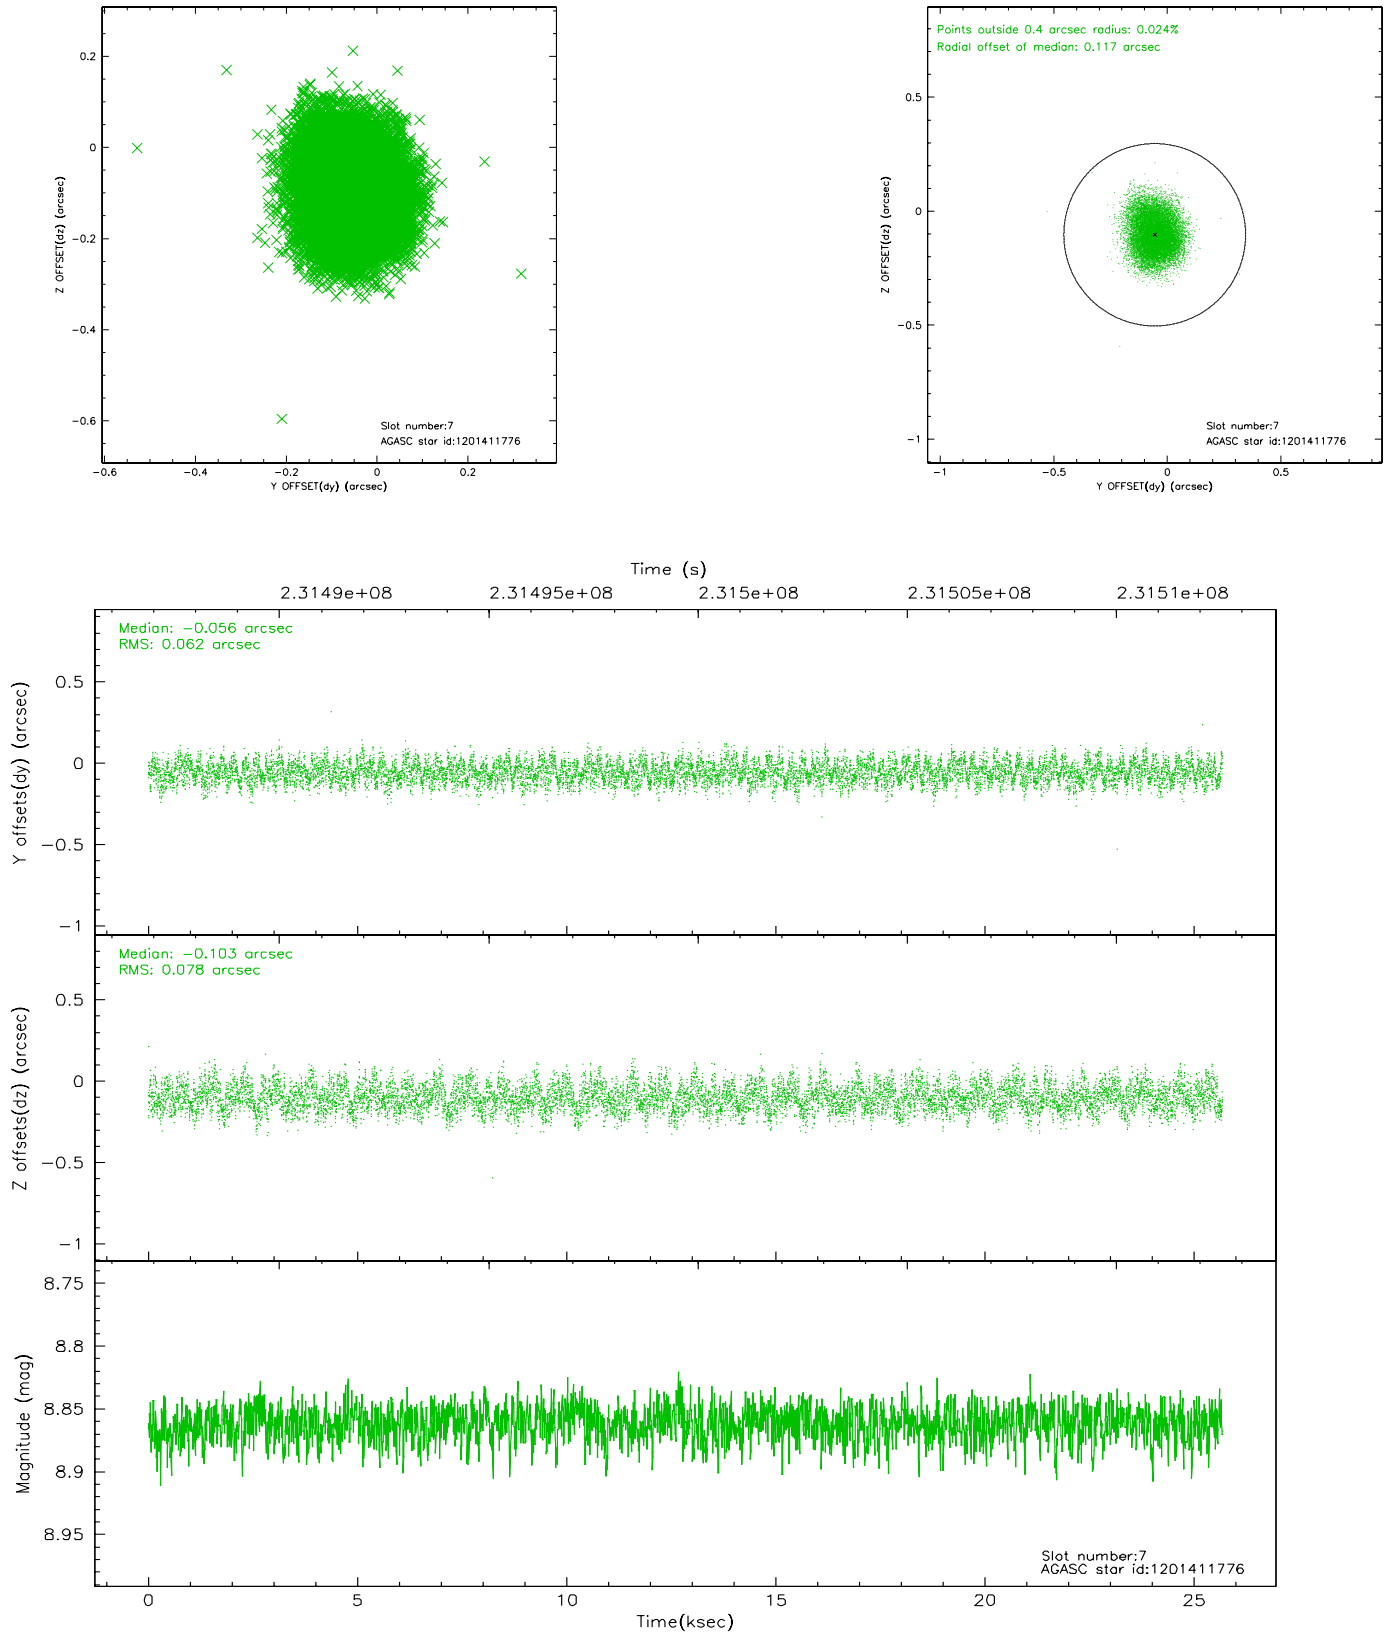 0.2
0
-0.2
-0.4
-0.6
Z OFFSET(dz) (arcsec)
Slot number:7
AGASC star id:1201411776
-0.6
-0.4
-0.2
0
0.2
Y OFFSET(dy) (arcsec)
Points outside 0.4 arcsec radius: 0.024%
Radial offset of median: 0.117 arcsec
0.5
0
-0.5
-1
Z OFFSET(dz) (arcsec)
Slot number:7
AGASC star id:1201411776
-1
-0.5
0
0.5
Y OFFSET(dy) (arcsec)
Time (s)
2.3149e+08
2.31495e+08
2.315e+08
2.31505e+08
2.3151e+08
Median: -0.056 arcsec
RMS: 0.062 arcsec
0.5
0
-0.5
-1
Y offsets(dy) (arcsec)
Median: -0.103 arcsec
RMS: 0.078 arcsec
0.5
0
-0.5
-1
Z offsets(dz) (arcsec)
8.75
8.8
8.85
8.9
8.95
Magnitude (mag)
Slot number:7
AGASC star id:1201411776
0
5
10
15
20
25
Time(ksec)